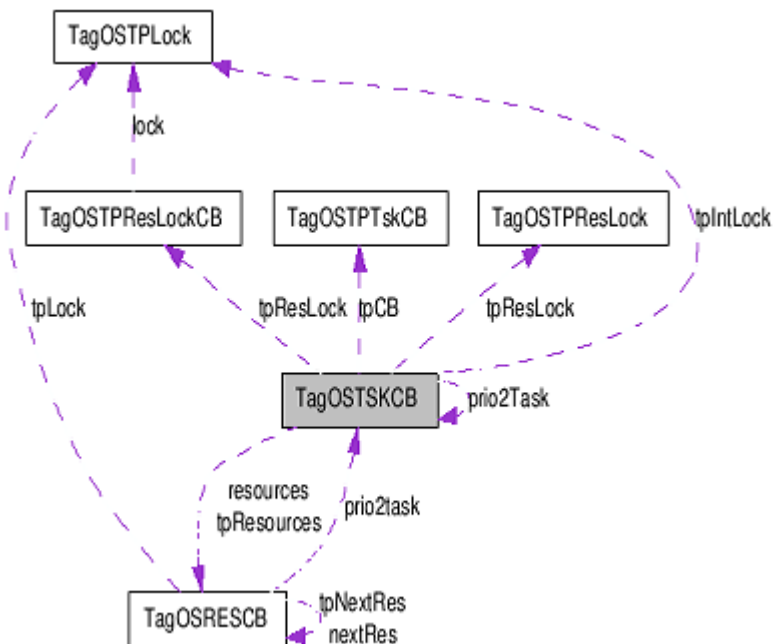 TagOSTPLock
lock
TagOSTPResLockCB
TagOSTPTskCB
TagOSTPResLock
tpIntLock
tpLock
tpResLock
tpCB
tpResLock
TagOSTSKCB
prio2Task
resources
tpResources
prio2task
TagOSRESCB
tpNextRes
nextRes